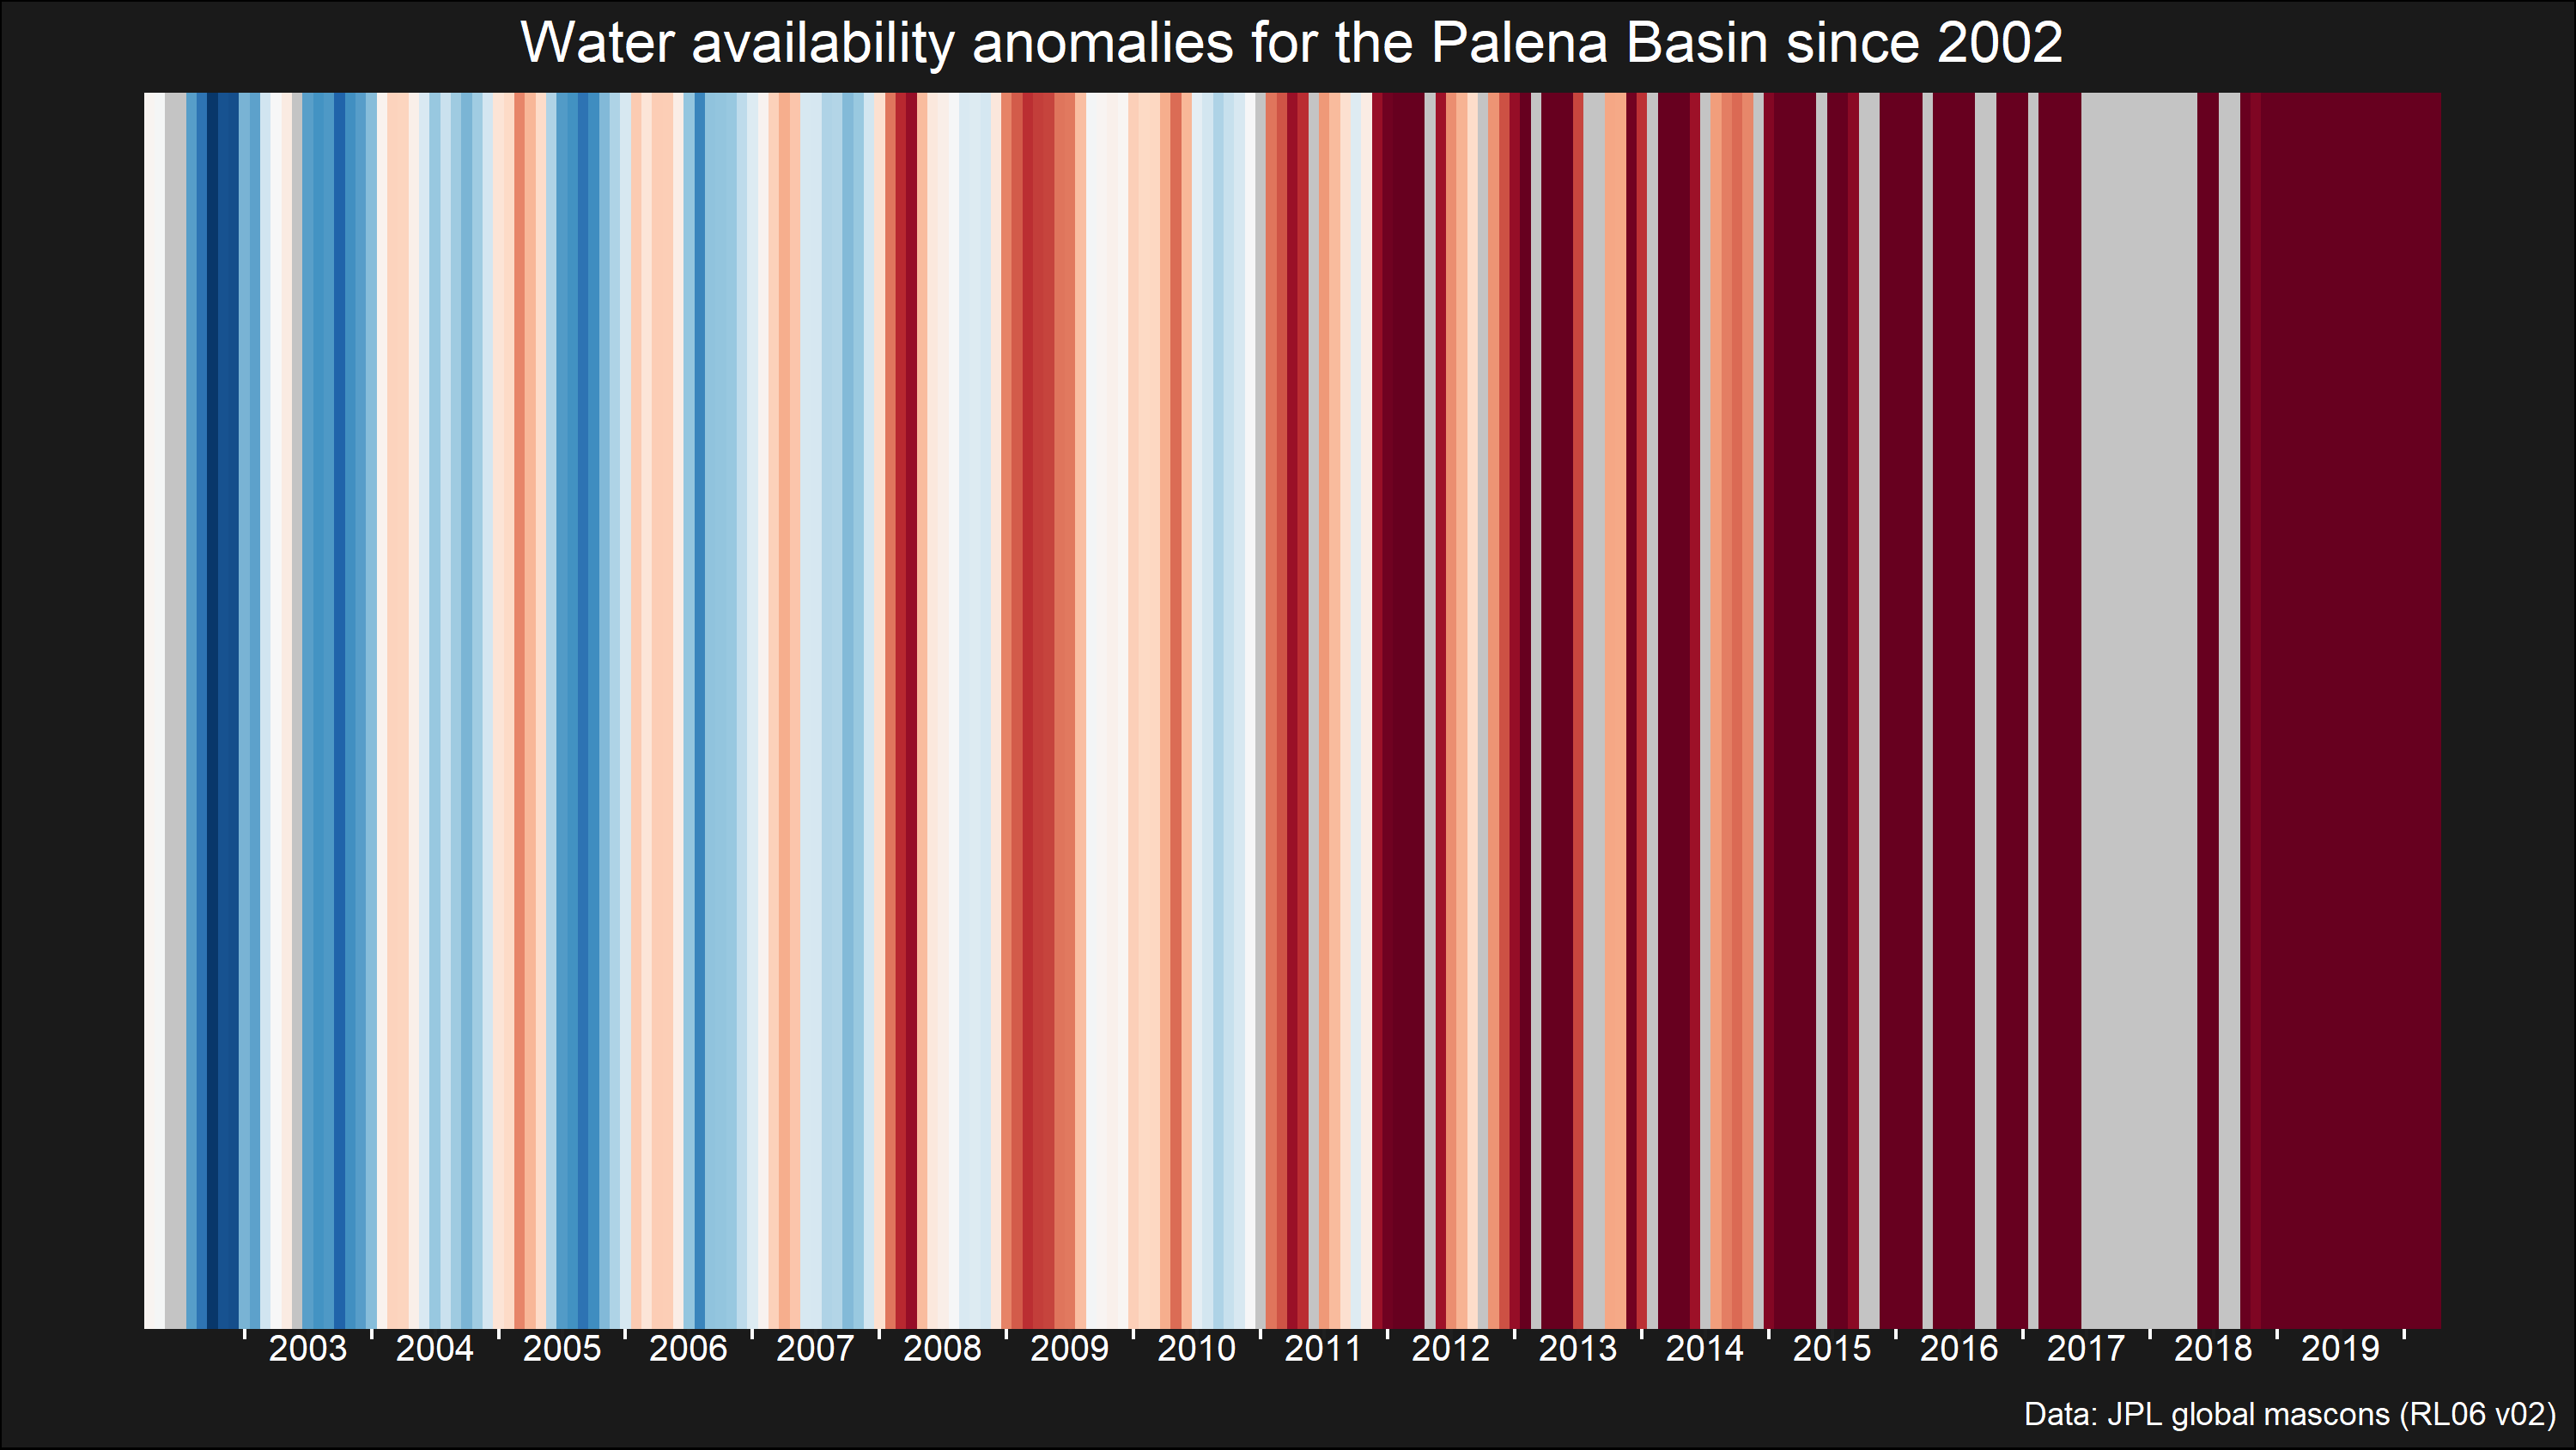 Water availability anomalies for the Palena Basin since 2002
2003 2004 2005 2006 2007 2008 2009 2010 2011 2012 2013 2014 2015 2016 2017 2018 2019
Data: JPL global mascons (RL06 v02)